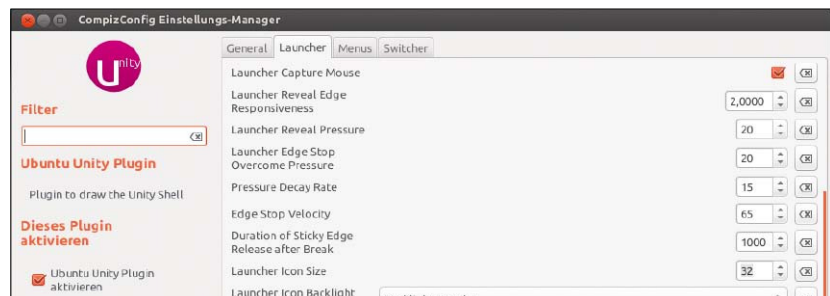 CompizConfig Einstellungs-Manager
Unity
General Launcher Menus Switcher
Filter
Ubuntu Unity Plugin
Plugin to draw the Unity Shell
Dieses Plugin
aktivieren
Ubuntu Unity Plugin
aktivieren
Launcher Capture Mouse
Launcher Reveal Edge
Responsiveness
2,0000
Launcher Reveal Pressure
20
Launcher Edge Stop
Overcome Pressure
20
Pressure Decay Rate
15
Edge Stop Velocity
65
Duration of Sticky Edge
Release after Break
1000
Launcher Icon Size
32
Launcher Icon Backlight